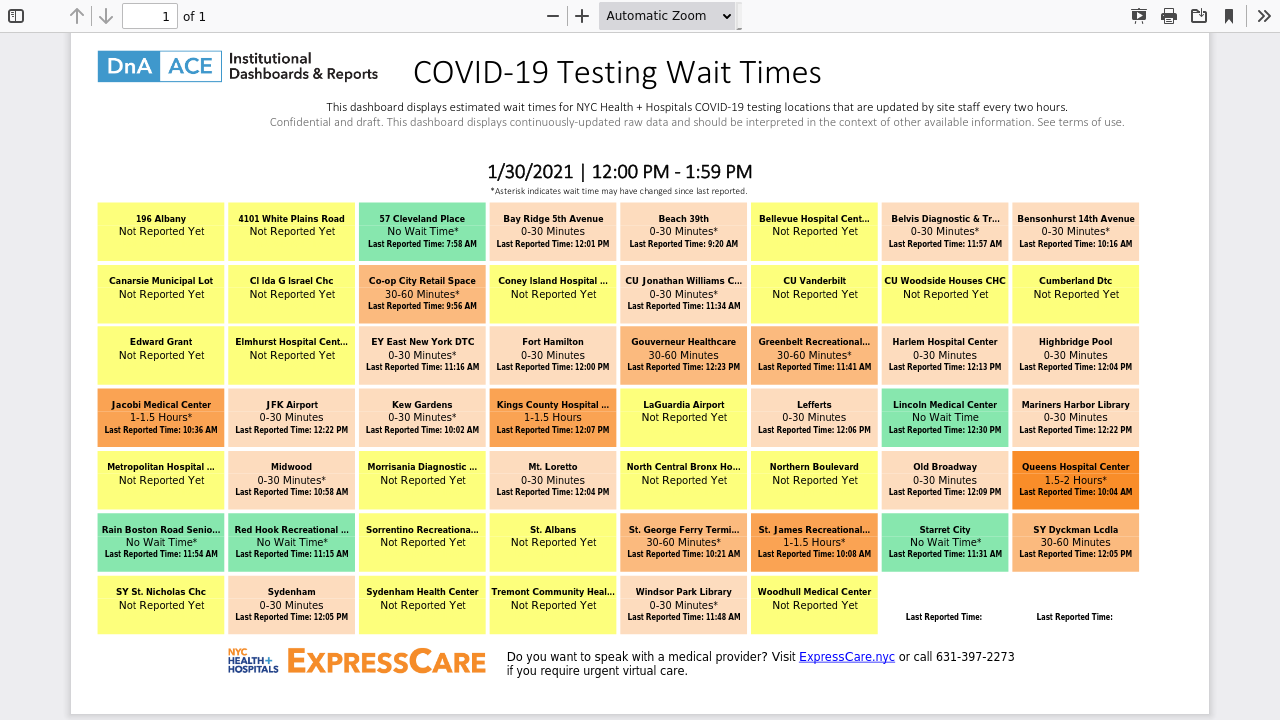 1
of 1
Automatic Zoom
DnA ACE Institutional
Dashboards & Reports
COVID-19 Testing Wait Times
This dashboard displays estimated wait times for NYC Health + Hospitals COVID-19 testing locations that are updated by site staff every two hours.
Confidential and draft. This dashboard displays continuously-updated raw data and should be interpreted in the context of other available information. See terms of use.
1/30/2021 | 12:00 PM - 1:59 PM
*Asterisk indicates wait time may have changed since last reported.
196 Albany
Not Reported Yet
4101 White Plains Road
Not Reported Yet
57 Cleveland Place
No Wait Time*
Last Reported Time: 7:58 AM
Bay Ridge 5th Avenue
0-30 Minutes
Last Reported Time: 12:01 PM
Beach 39th
0-30 Minutes*
Last Reported Time: 9:20 AM
Bellevue Hospital Cent...
Not Reported Yet
Belvis Diagnostic & Tr...
0-30 Minutes*
Last Reported Time: 11:57 AM
Bensonhurst 14th Avenue
0-30 Minutes*
Last Reported Time: 10:16 AM
Canarsie Municipal Lot
Not Reported Yet
CI Ida G Israel Chc
Not Reported Yet
Co-op City Retail Space
30-60 Minutes*
Last Reported Time: 9:56 AM
Coney Island Hospital ...
Not Reported Yet
CU Jonathan Williams C...
0-30 Minutes*
Last Reported Time: 11:34 AM
CU Vanderbilt
Not Reported Yet
CU Woodside Houses CHC
Not Reported Yet
Cumberland Dtc
Not Reported Yet
Edward Grant
Not Reported Yet
Elmhurst Hospital Cent...
Not Reported Yet
EY East New York DTC
0-30 Minutes*
Last Reported Time: 11:16 AM
Fort Hamilton
0-30 Minutes
Last Reported Time: 12:00 PM
Gouverneur Healthcare
30-60 Minutes
Last Reported Time: 12:23 PM
Greenbelt Recreational...
30-60 Minutes*
Last Reported Time: 11:41 AM
Harlem Hospital Center
0-30 Minutes
Last Reported Time: 12:13 PM
Highbridge Pool
0-30 Minutes
Last Reported Time: 12:04 PM
Jacobi Medical Center
1-1.5 Hours*
Last Reported Time: 10:36 AM
JFK Airport
0-30 Minutes
Last Reported Time: 12:22 PM
Kew Gardens
0-30 Minutes*
Last Reported Time: 10:02 AM
Kings County Hospital ...
1-1.5 Hours
Last Reported Time: 12:07 PM
LaGuardia Airport
Not Reported Yet
Lefferts
0-30 Minutes
Last Reported Time: 12:06 PM
Lincoln Medical Center
No Wait Time
Last Reported Time: 12:30 PM
Mariners Harbor Library
0-30 Minutes
Last Reported Time: 12:22 PM
Metropolitan Hospital ...
Not Reported Yet
Midwood
0-30 Minutes*
Last Reported Time: 10:58 AM
Morrisania Diagnostic ...
Not Reported Yet
Mt. Loretto
0-30 Minutes
Last Reported Time: 12:04 PM
North Central Bronx Ho...
Not Reported Yet
Northern Boulevard
Not Reported Yet
Old Broadway
0-30 Minutes
Last Reported Time: 12:09 PM
Queens Hospital Center
1.5-2 Hours*
Last Reported Time: 10:04 AM
Rain Boston Road Senio...
No Wait Time*
Last Reported Time: 11:54 AM
Red Hook Recreational ...
No Wait Time*
Last Reported Time: 11:15 AM
Sorrentino Recreationa...
Not Reported Yet
St. Albans
Not Reported Yet
St. George Ferry Termi...
30-60 Minutes*
Last Reported Time: 10:21 AM
St. James Recreational...
1-1.5 Hours*
Last Reported Time: 10:08 AM
Starret City
No Wait Time*
Last Reported Time: 11:31 AM
SY Dyckman Lcdla
30-60 Minutes
Last Reported Time: 12:05 PM
SY St. Nicholas Chc
Not Reported Yet
Sydenham
0-30 Minutes
Last Reported Time: 12:05 PM
Sydenham Health Center
Not Reported Yet
Tremont Community Heal...
Not Reported Yet
Windsor Park Library
0-30 Minutes*
Last Reported Time: 11:48 AM
Woodhull Medical Center
Not Reported Yet
Last Reported Time:
Last Reported Time:
NYC
HEALTH+
HOSPITALS
EXPRESSCARE
Do you want to speak with a medical provider? Visit ExpressCare.nyc or call 631-397-2273
if you require urgent virtual care.